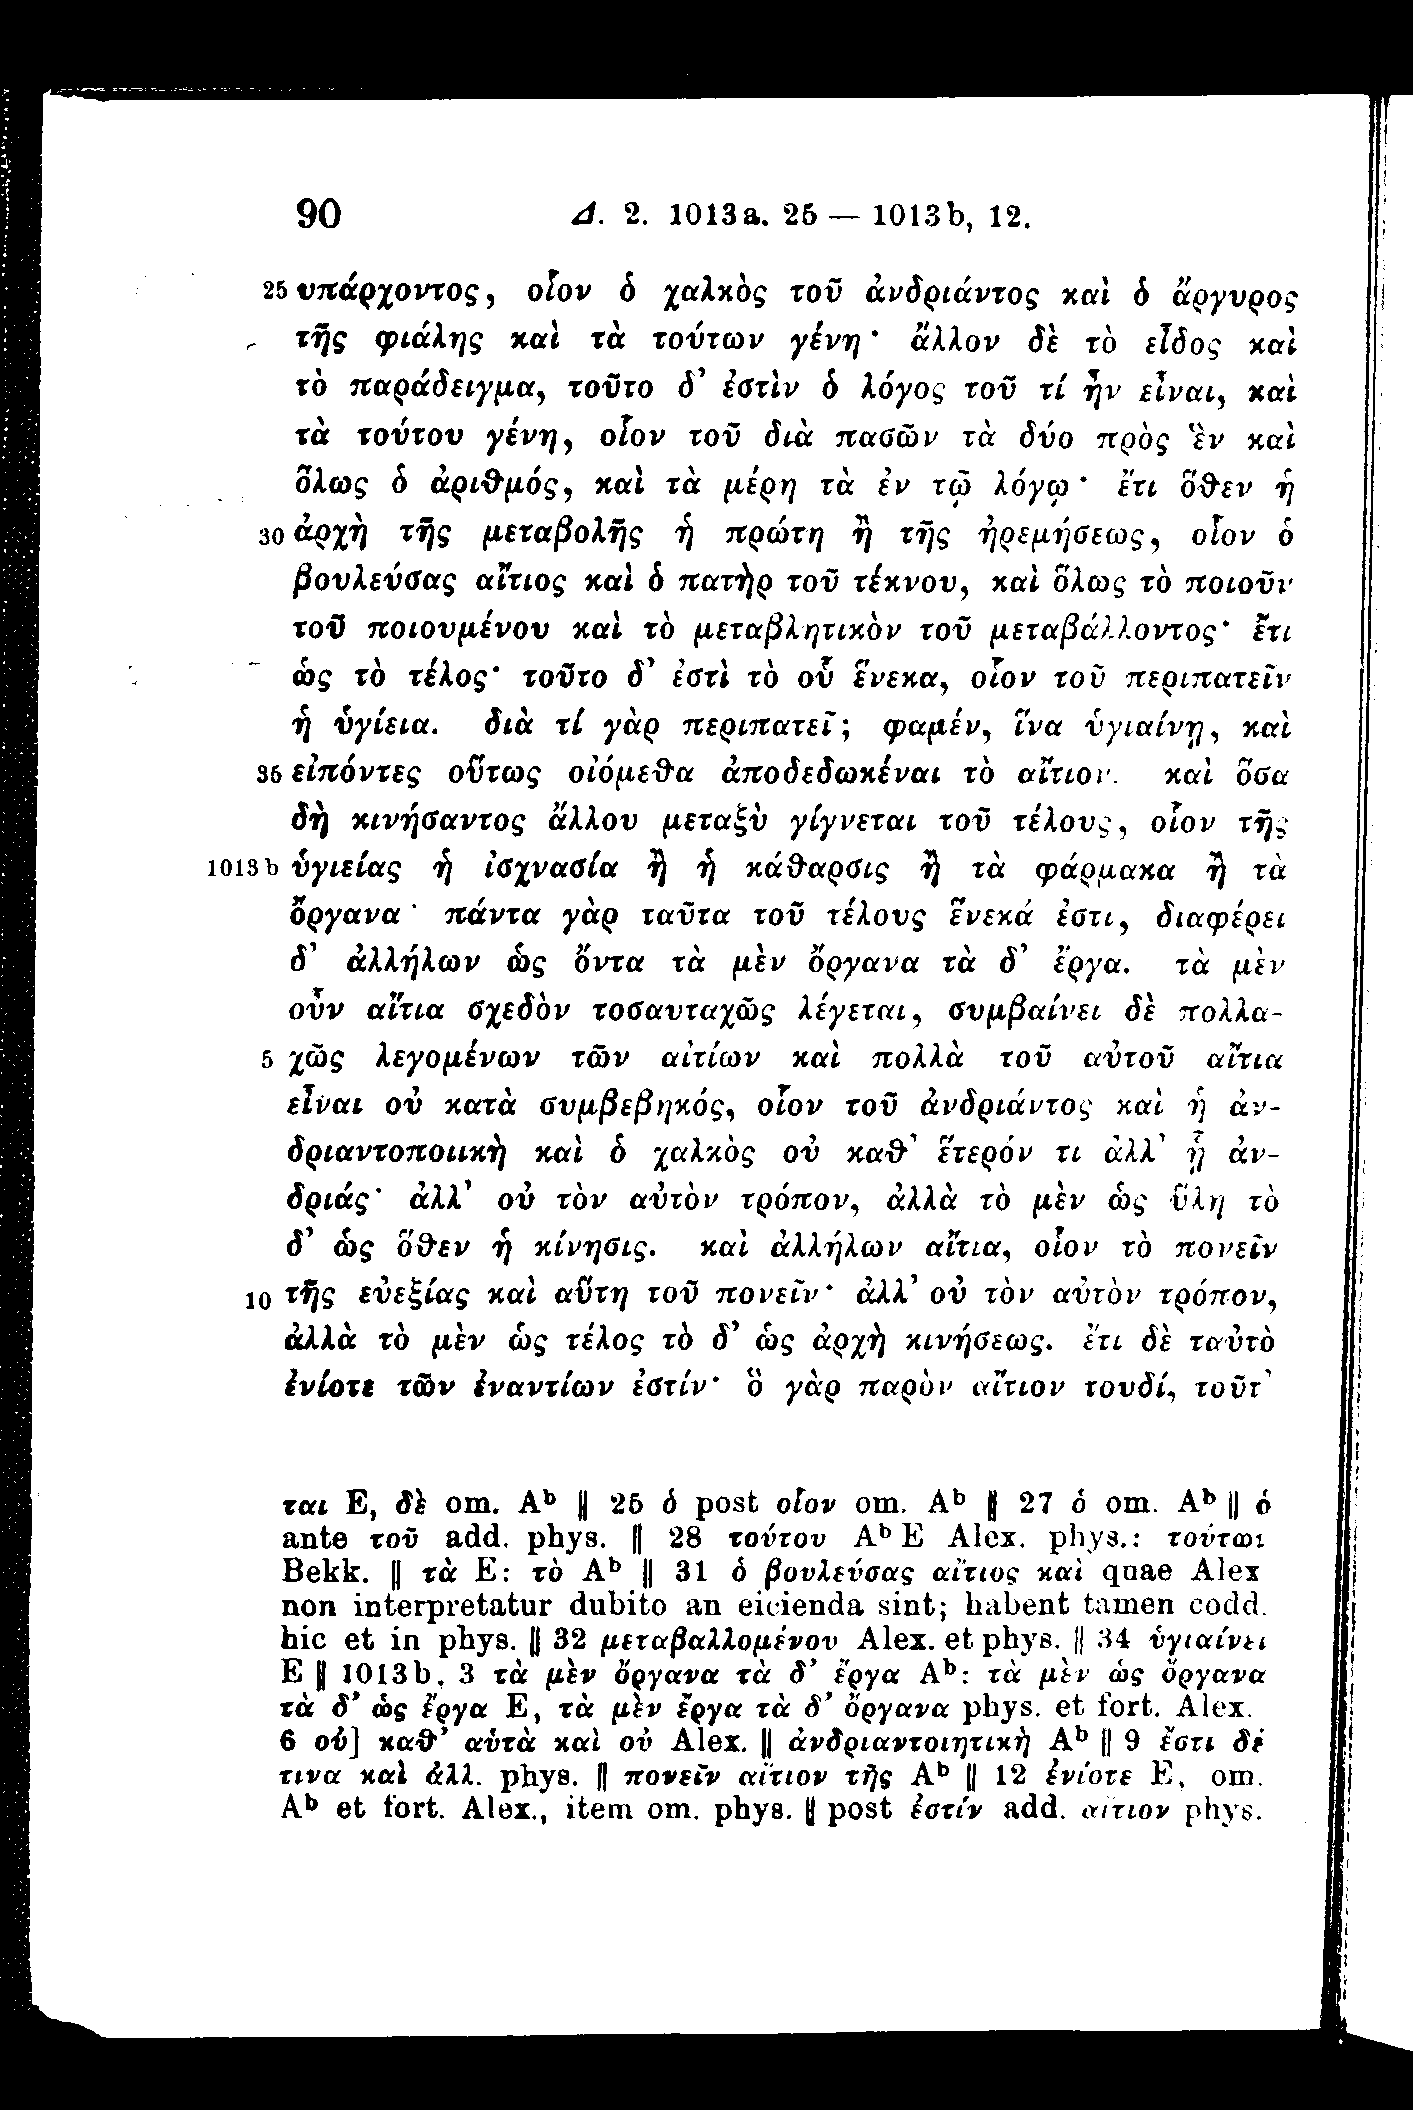 90 Δ. 2. 1013a. 25 — 1013b, 12.
25 υπάρχοντος, οἷον ὁ χαλκὸς τοῦ ἀνδριάντος καὶ ὁ ἄργυρος
τῆς φιάλης καὶ τὰ τούτων γένη· ἄλλον δὲ τὸ εἶδος καὶ
τὸ παράδειγμα, τοῦτο δ’ ἐστὶν ὁ λόγος τοῦ τί ἦν εἶναι, καὶ
τὰ τούτου γένη, οἷον τοῦ διὰ πασῶν τὰ δύο πρὸς ἓν καὶ
ὅλως ὁ ἀριϑμός, καὶ τὰ μέρη τὰ ἐν τῷ λόγῳ· ἔτι ὅϑεν ἡ
30 ἀρχὴ τῆς μεταβολῆς ἡ πρώτη ἢ τῆς ἠρεμήσεως, οἷον ὁ
βουλεύσας αἴτιος καὶ ὁ πατὴρ τοῦ τέκνου, καὶ ὅλως τὸ ποιοῦν
τοῦ ποιουμένου καὶ τὸ μεταβλητικὸν τοῦ μεταβάλλοντος· ἔτι
ὡς τὸ τέλος· τοῦτο δ’ ἐστὶ τὸ οὗ ἕνεκα, οἷον τοῦ περιπατεῖν
ἡ ὑγίεια. διὰ τί γὰρ περιπατεῖ; φαμέν, ἵνα ὑγιαίνῃ, καὶ
35 εἰπόντες οὕτως οἰόμεϑα ἀποδεδωκέναι τὸ αἴτιον. καὶ ὅσα
δὴ κινήσαντος ἄλλου μεταξὺ γίγνεται τοῦ τέλους, οἷον τῆς
1013b ὑγιείας ἡ ἰσχνασία ἢ ἡ κάϑαρσις ἢ τὰ φάρμακα ἢ τὰ
ὄργανα· πάντα γὰρ ταῦτα τοῦ τέλους ἕνεκά ἐστι, διαφέρει
δ’ ἀλλήλων ὡς ὄντα τὰ μὲν ὄργανα τὰ δ’ ἔργα. τὰ μὲν
οὖν αἴτια σχεδὸν τοσαυταχῶς λέγεται, συμβαίνει δὲ πολλα-
5 χῶς λεγομένων τῶν αἰτίων καὶ πολλὰ τοῦ αὐτοῦ αἴτια
εἶναι οὐ κατὰ συμβεβηκός, οἷον τοῦ ἀνδριάντος καὶ ἡ ἀν-
δριαντοποιικὴ καὶ ὁ χαλκὸς οὐ καϑ’ ἕτερόν τι ἀλλ’ ᾗ ἀν-
δριάς· ἀλλ’ οὐ τὸν αὐτὸν τρόπον, ἀλλὰ τὸ μὲν ὡς ὕλη τὸ
δ’ ὡς ὅϑεν ἡ κίνησις. καὶ ἀλλήλων αἴτια, οἷον τὸ πονεῖν
10 τῆς εὐεξίας καὶ αὕτη τοῦ πονεῖν· ἀλλ’ οὐ τὸν αὐτὸν τρόπον,
ἀλλὰ τὸ μὲν ὡς τέλος τὸ δ’ ὡς ἀρχὴ κινήσεως. ἔτι δὲ ταὐτὸ
ἐνίοτε τῶν ἐναντίων ἐστίν· ὃ γὰρ παρὸν αἴτιον τουδί, τοῦτ’
ται E, δὲ om. Aᵇ ‖ 25 ὁ post οἷον om. Aᵇ ‖ 27 ὁ om. Aᵇ ‖ ὁ
ante τοῦ add. phys. ‖ 28 τούτου Aᵇ E Alex. phys.: τούτωι
Bekk. ‖ τὰ E: τὸ Aᵇ ‖ 31 ὁ βουλεύσας αἴτιος καὶ quae Alex
non interpretatur dubito an eicienda sint; habent tamen codd.
hic et in phys. ‖ 32 μεταβαλλομένου Alex. et phys. ‖ 34 ὑγιαίνει
E ‖ 1013b, 3 τὰ μὲν ὄργανα τὰ δ’ ἔργα Aᵇ: τὰ μὲν ὡς ὄργανα
τὰ δ’ ὡς ἔργα E, τὰ μὲν ἔργα τὰ δ’ ὄργανα phys. et fort. Alex.
6 οὐ] καϑ’ αὑτὰ καὶ οὐ Alex. ‖ ἀνδριαντοιητικὴ Aᵇ ‖ 9 ἔστι δέ
τινα καὶ ἀλλ. phys. ‖ πονεῖν αἴτιον τῆς Aᵇ ‖ 12 ἐνίοτε E, om.
Aᵇ et fort. Alex., item om. phys. ‖ post ἐστίν add. αἴτιον phys.